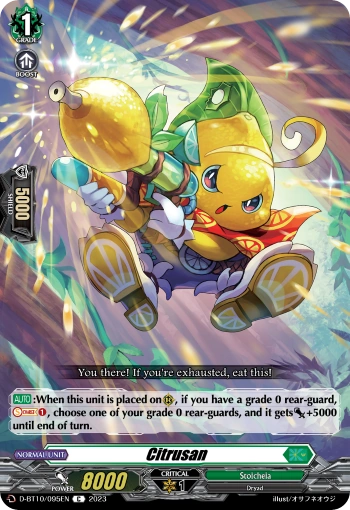 1
GRADE
BOOST
5000
SHIELD
You there! If you're exhausted, eat this!
AUTO:When this unit is placed on R, if you have a grade 0 rear-guard,
COUNTER CHARGE 1, choose one of your grade 0 rear-guards, and it gets +5000
until end of turn.
NORMAL UNIT
Citrusan
POWER 8000
CRITICAL
1
Stoicheia
Dryad
D-BT10/095EN C 2023
illust/オサフネオウジ